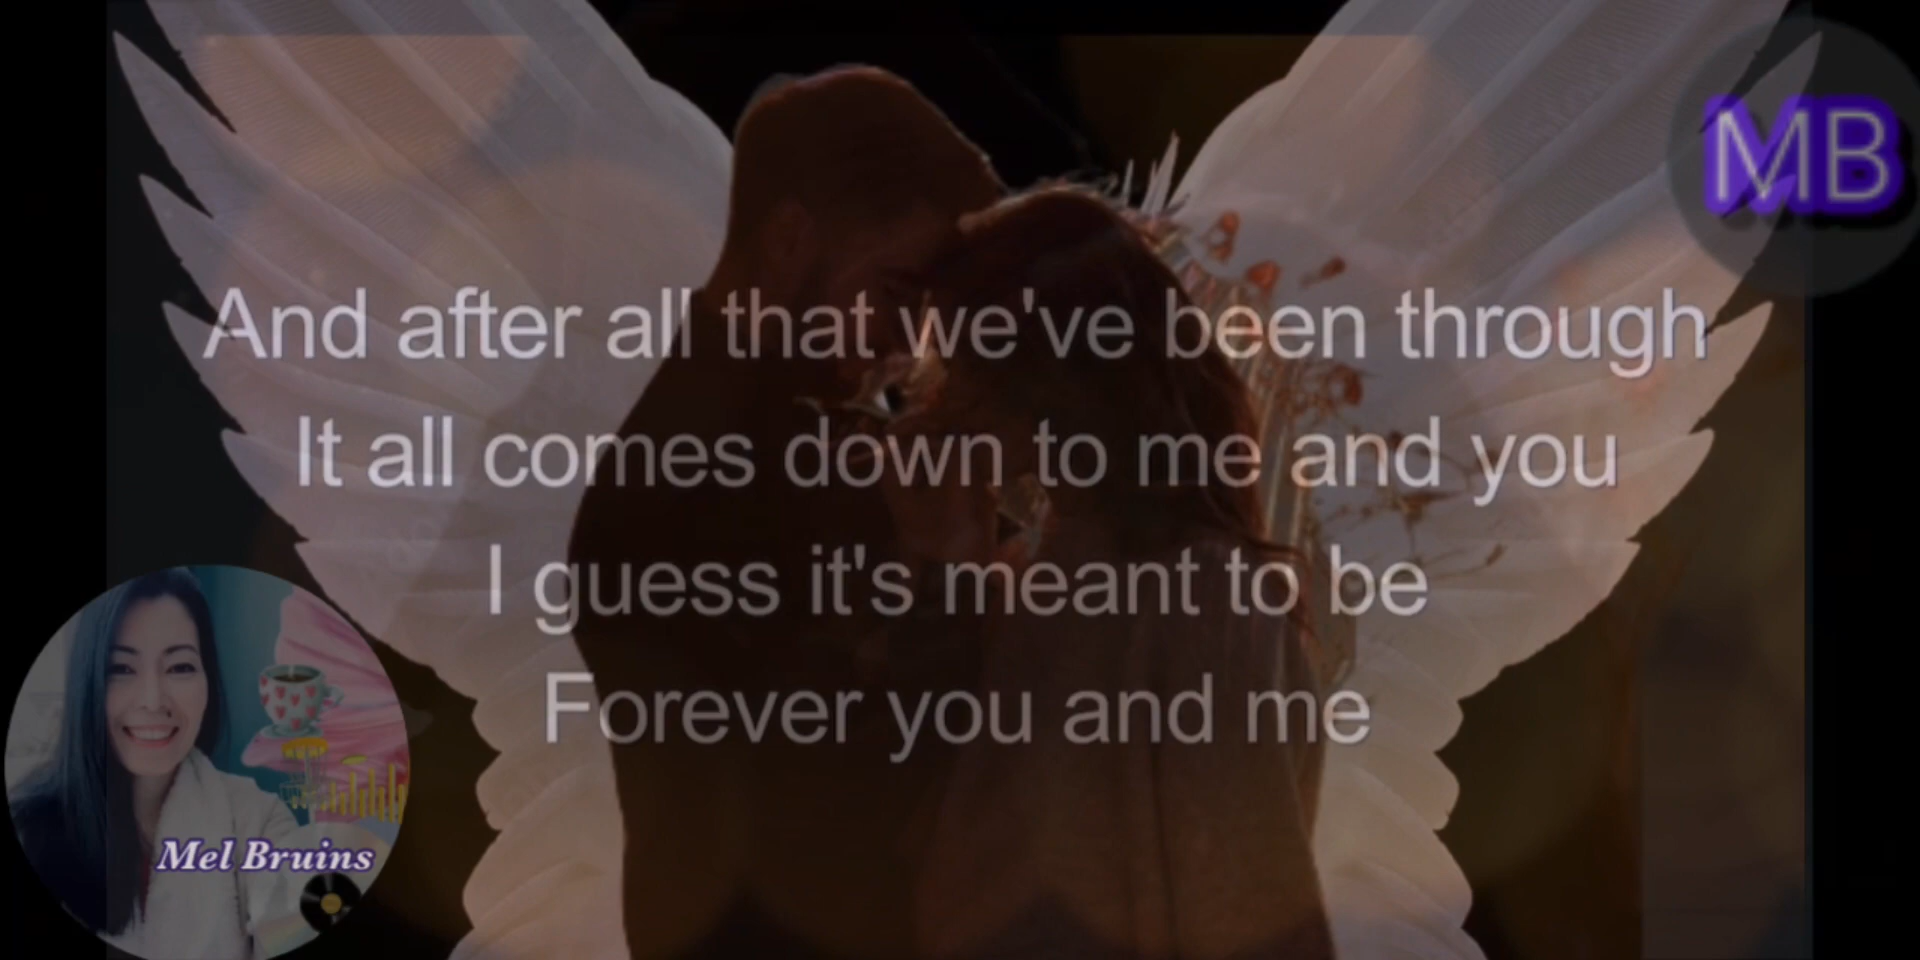 MB
And after all that we've been through
It all comes down to me and you
I guess it's meant to be
Forever you and me
Mel Bruins